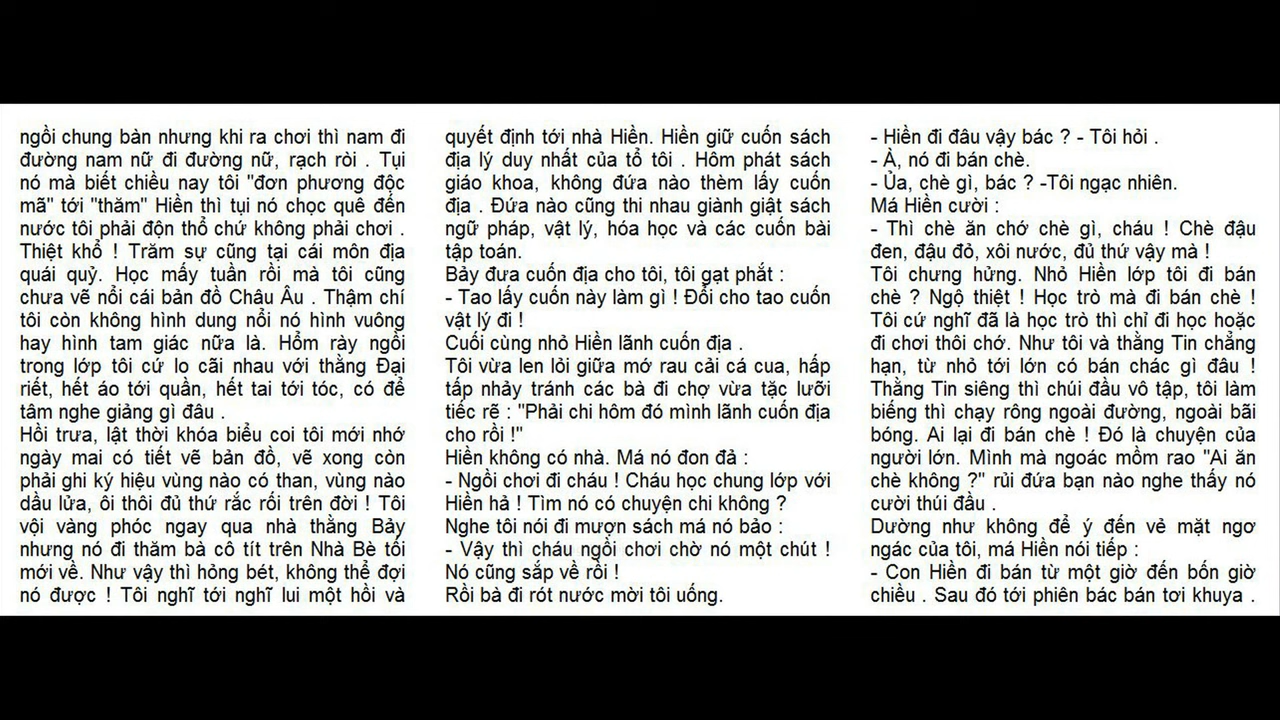 ngồi chung bàn nhưng khi ra chơi thì nam đi
đường nam nữ đi đường nữ, rạch ròi . Tụi
nó mà biết chiều nay tôi "đơn phương độc
mã" tới "thăm" Hiền thì tụi nó chọc quê đến
nước tôi phải độn thổ chứ không phải chơi .
Thiệt khổ ! Trăm sự cũng tại cái môn địa
quái quỷ. Học mấy tuần rồi mà tôi cũng
chưa vẽ nổi cái bản đồ Châu Âu . Thậm chí
tôi còn không hình dung nổi nó hình vuông
hay hình tam giác nữa là. Hổm rày ngồi
trong lớp tôi cứ lo cãi nhau với thằng Đại
riết, hết áo tới quần, hết tai tới tóc, có để
tâm nghe giảng gì đâu .
Hồi trưa, lật thời khóa biểu coi tôi mới nhớ
ngày mai có tiết vẽ bản đồ, vẽ xong còn
phải ghi ký hiệu vùng nào có than, vùng nào
dầu lửa, ôi thôi đủ thứ rắc rối trên đời ! Tôi
vội vàng phóc ngay qua nhà thằng Bảy
nhưng nó đi thăm bà cô tít trên Nhà Bè tối
mới về. Như vậy thì hỏng bét, không thể đợi
nó được ! Tôi nghĩ tới nghĩ lui một hồi và
quyết định tới nhà Hiền. Hiền giữ cuốn sách
địa lý duy nhất của tổ tôi . Hôm phát sách
giáo khoa, không đứa nào thèm lấy cuốn
địa . Đứa nào cũng thi nhau giành giật sách
ngữ pháp, vật lý, hóa học và các cuốn bài
tập toán.
Bảy đưa cuốn địa cho tôi, tôi gạt phắt :
- Tao lấy cuốn này làm gì ! Đổi cho tao cuốn
vật lý đi !
Cuối cùng nhỏ Hiền lãnh cuốn địa .
Tôi vừa len lỏi giữa mớ rau cải cá cua, hấp
tấp nhảy tránh các bà đi chợ vừa tặc lưỡi
tiếc rẽ : "Phải chi hôm đó mình lãnh cuốn địa
cho rồi !"
Hiền không có nhà. Má nó đon đả :
- Ngồi chơi đi cháu ! Cháu học chung lớp với
Hiền hả ! Tìm nó có chuyện chi không ?
Nghe tôi nói đi mượn sách má nó bảo :
- Vậy thì cháu ngồi chơi chờ nó một chút !
Nó cũng sắp về rồi !
Rồi bà đi rót nước mời tôi uống.
- Hiền đi đâu vậy bác ? - Tôi hỏi .
- À, nó đi bán chè.
- Ủa, chè gì, bác ? -Tôi ngạc nhiên.
Má Hiền cười :
- Thì chè ăn chớ chè gì, cháu ! Chè đậu
đen, đậu đỏ, xôi nước, đủ thứ vậy mà !
Tôi chưng hửng. Nhỏ Hiền lớp tôi đi bán
chè ? Ngộ thiệt ! Học trò mà đi bán chè !
Tôi cứ nghĩ đã là học trò thì chỉ đi học hoặc
đi chơi thôi chớ. Như tôi và thằng Tin chẳng
hạn, từ nhỏ tới lớn có bán chác gì đâu !
Thằng Tin siêng thì chúi đầu vô tập, tôi làm
biếng thì chạy rông ngoài đường, ngoài bãi
bóng. Ai lại đi bán chè ! Đó là chuyện của
người lớn. Mình mà ngoác mồm rao "Ai ăn
chè không ?" rủi đứa bạn nào nghe thấy nó
cười thúi đầu .
Dường như không để ý đến vẻ mặt ngơ
ngác của tôi, má Hiền nói tiếp :
- Con Hiền đi bán từ một giờ đến bốn giờ
chiều . Sau đó tới phiên bác bán tơi khuya .